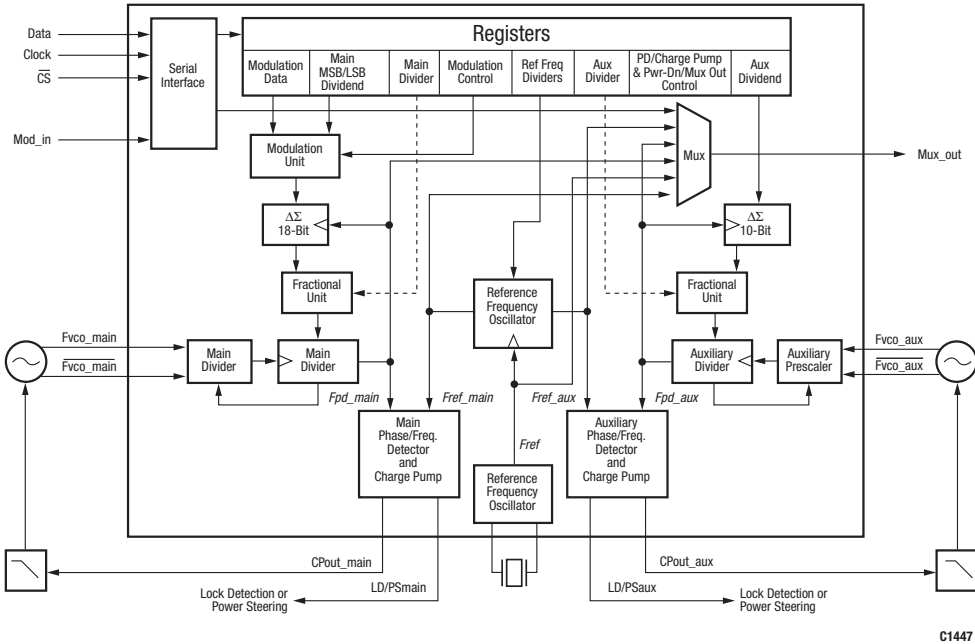 Registers
Data
Clock
C̅S̅
Mod_in
Serial
Interface
Modulation
Data
Main
MSB/LSB
Dividend
Main
Divider
Modulation
Control
Ref Freq
Dividers
Aux
Divider
PD/Charge Pump
& Pwr-Dn/Mux Out
Control
Aux
Dividend
Modulation
Unit
Mux
Mux_out
ΔΣ
18-Bit
ΔΣ
10-Bit
Fractional
Unit
Reference
Frequency
Oscillator
Fractional
Unit
Fvco_main
F̅v̅c̅o̅_̅m̅a̅i̅n̅
Main
Divider
Main
Divider
Auxiliary
Divider
Auxiliary
Prescaler
Fvco_aux
F̅v̅c̅o̅_̅a̅u̅x̅
Fpd_main
Fref_main
Fref_aux
Fpd_aux
Main
Phase/Freq.
Detector
and
Charge Pump
Fref
Reference
Frequency
Oscillator
Auxiliary
Phase/Freq.
Detector
and
Charge Pump
CPout_main
CPout_aux
LD/PSmain
LD/PSaux
Lock Detection or
Power Steering
Lock Detection or
Power Steering
C1447